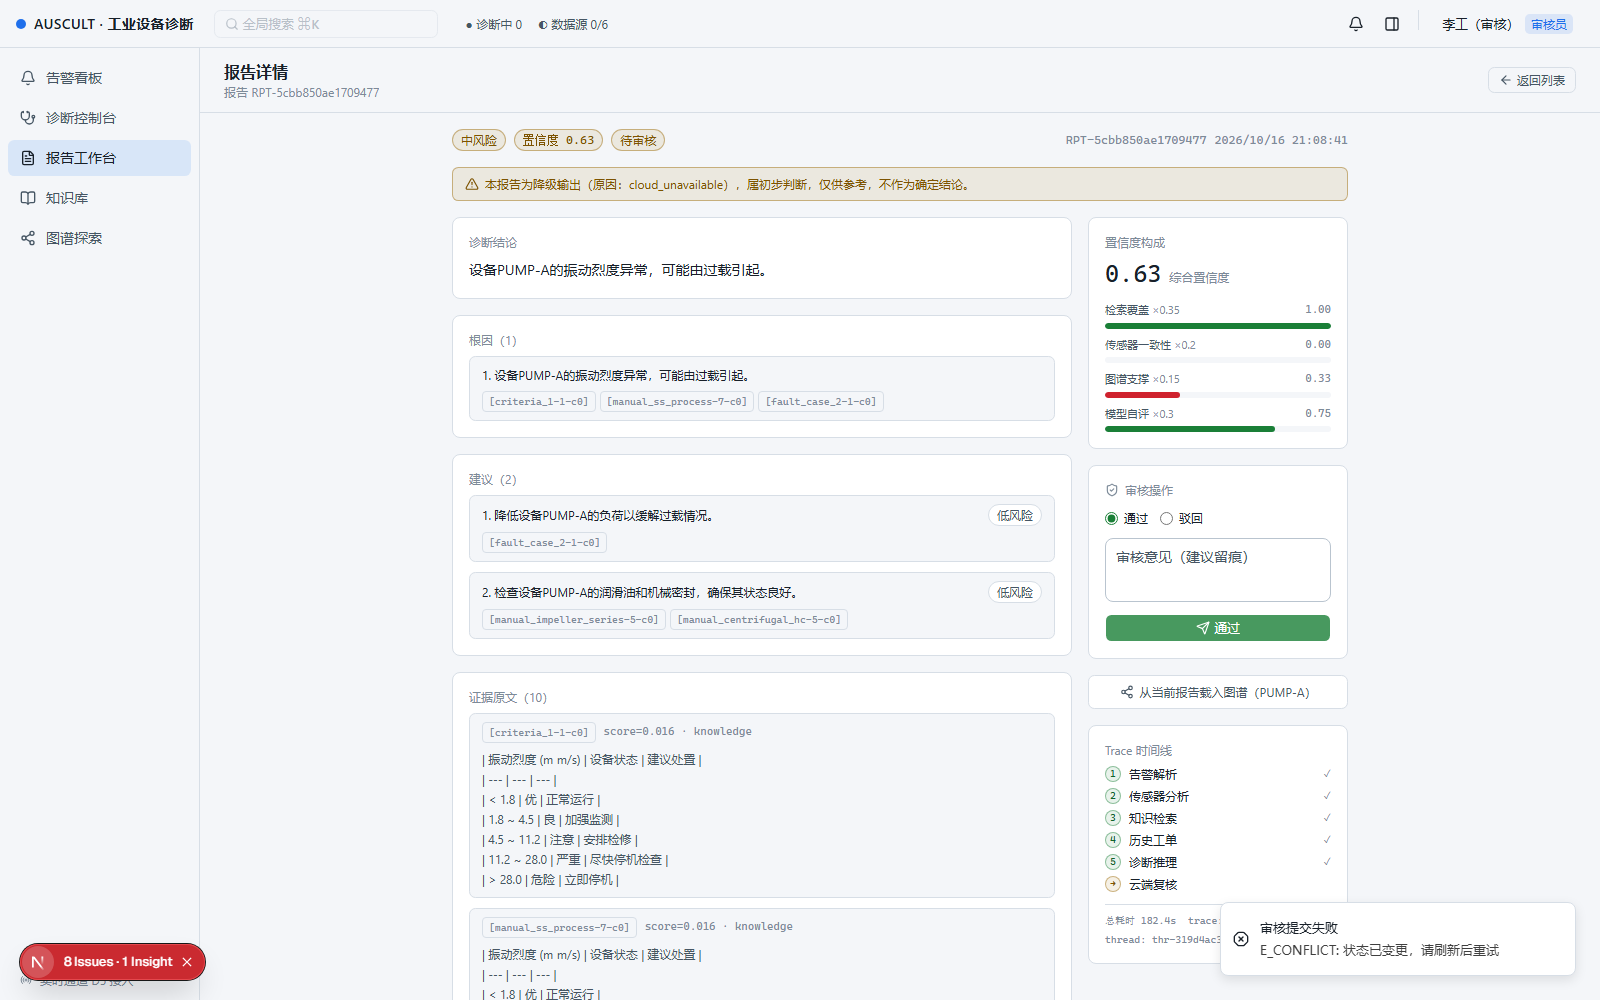 AUSCULT · 工业设备诊断
全局搜索 ⌘K
诊断中 0
数据源 0/6
李工（审核）
审核员
告警看板
诊断控制台
报告工作台
知识库
图谱探索
报告详情
报告 RPT-5cbb850ae1709477
返回列表
中风险
置信度 0.63
待审核
RPT-5cbb850ae1709477 2026/10/16 21:08:41
本报告为降级输出（原因：cloud_unavailable），属初步判断，仅供参考，不作为确定结论。
诊断结论
设备PUMP-A的振动烈度异常，可能由过载引起。
根因（1）
1. 设备PUMP-A的振动烈度异常，可能由过载引起。
[criteria_1-1-c0] [manual_ss_process-7-c0] [fault_case_2-1-c0]
建议（2）
1. 降低设备PUMP-A的负荷以缓解过载情况。
低风险
[fault_case_2-1-c0]
2. 检查设备PUMP-A的润滑油和机械密封，确保其状态良好。
低风险
[manual_impeller_series-5-c0] [manual_centrifugal_hc-5-c0]
证据原文（10）
[criteria_1-1-c0] score=0.016 · knowledge
| 振动烈度 (m m/s) | 设备状态 | 建议处置 |
| --- | --- | --- |
| < 1.8 | 优 | 正常运行 |
| 1.8 ~ 4.5 | 良 | 加强监测 |
| 4.5 ~ 11.2 | 注意 | 安排检修 |
| 11.2 ~ 28.0 | 严重 | 尽快停机检查 |
| > 28.0 | 危险 | 立即停机 |
[manual_ss_process-7-c0] score=0.016 · knowledge
| 振动烈度 (m m/s) | 设备状态 | 建议处置 |
| --- | --- | --- |
| < 1.8 | 优 | 正常运行 |
置信度构成
0.63 综合置信度
检索覆盖 ×0.35 1.00
传感器一致性 ×0.2 0.00
图谱支撑 ×0.15 0.33
模型自评 ×0.3 0.75
审核操作
通过 驳回
审核意见（建议留痕）
通过
从当前报告载入图谱（PUMP-A）
Trace 时间线
1 告警解析 ✓
2 传感器分析 ✓
3 知识检索 ✓
4 历史工单 ✓
5 诊断推理 ✓
→ 云端复核
总耗时 182.4s trace:
thread: thr-319d4ac3
审核提交失败
E_CONFLICT: 状态已变更，请刷新后重试
N 8 Issues · 1 Insight